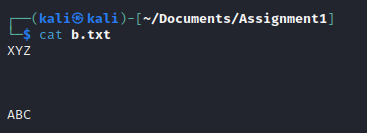 ┌──(kali㉿kali)-[~/Documents/Assignment1]
└─$ cat b.txt
XYZ
ABC